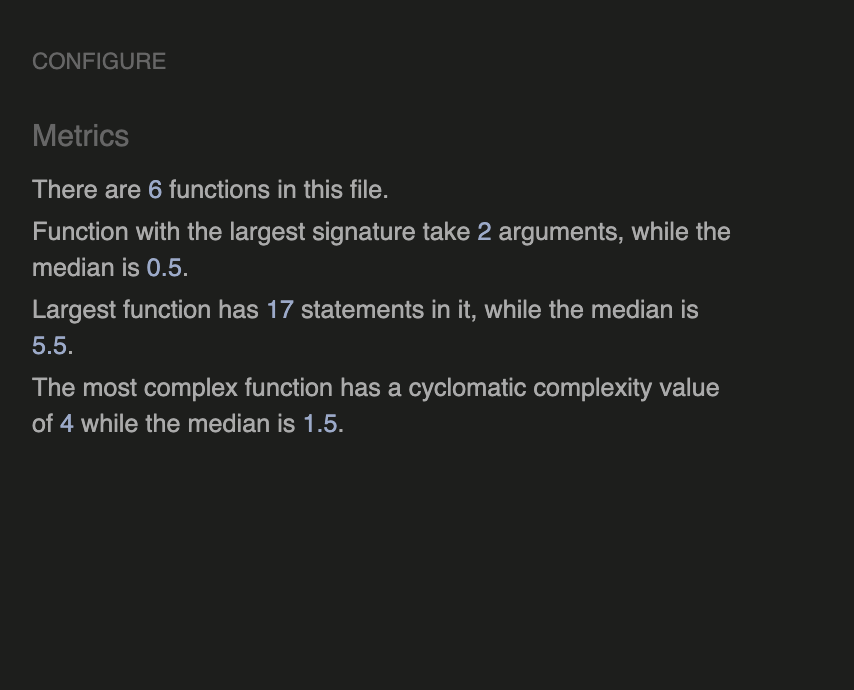 CONFIGURE
Metrics
There are 6 functions in this file.
Function with the largest signature take 2 arguments, while the
median is 0.5.
Largest function has 17 statements in it, while the median is
5.5.
The most complex function has a cyclomatic complexity value
of 4 while the median is 1.5.